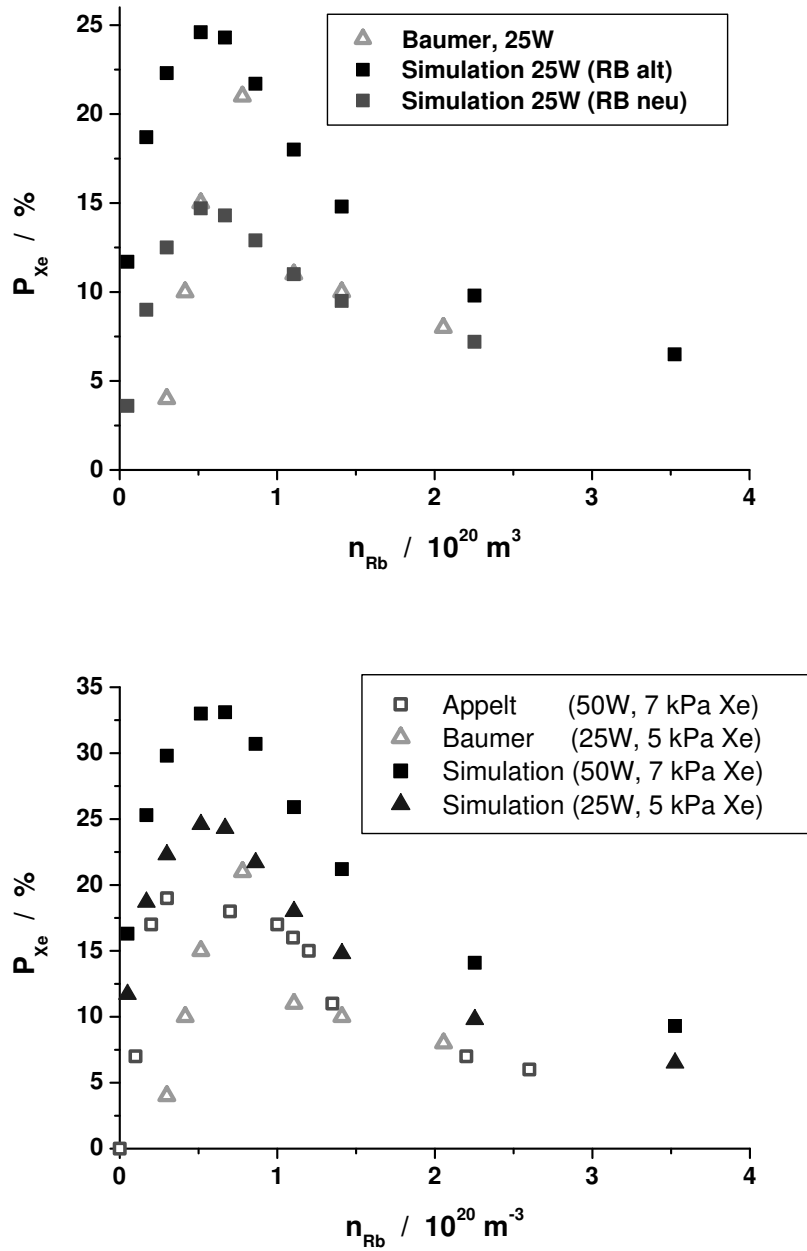 Baumer, 25W
Simulation 25W (RB alt)
Simulation 25W (RB neu)
25
20
15
10
5
0
P_Xe / %
0 1 2 3 4
n_Rb / 10^20 m^3
Appelt (50W, 7 kPa Xe)
Baumer (25W, 5 kPa Xe)
Simulation (50W, 7 kPa Xe)
Simulation (25W, 5 kPa Xe)
35
30
25
20
15
10
5
0
P_Xe / %
0 1 2 3 4
n_Rb / 10^20 m^-3